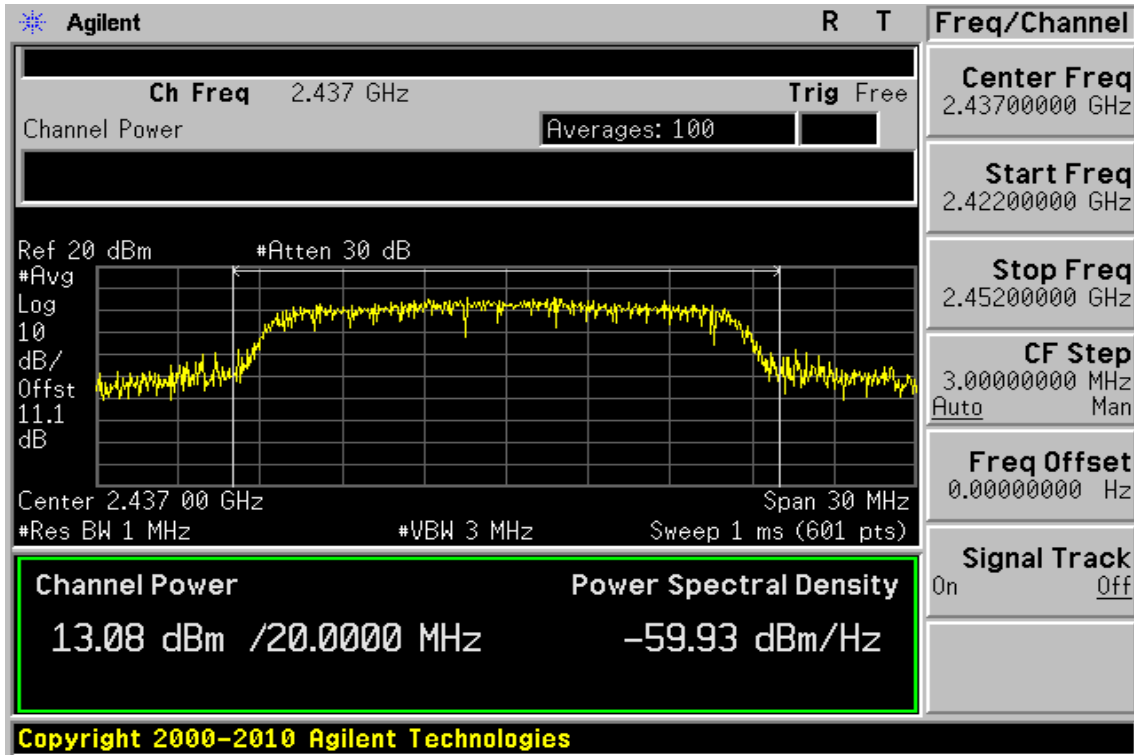 Agilent R T
Ch Freq 2.437 GHz Trig Free
Channel Power Averages: 100
Ref 20 dBm #Atten 30 dB
#Avg
Log
10
dB/
Offst
11.1
dB
Center 2.437 00 GHz Span 30 MHz
#Res BW 1 MHz #VBW 3 MHz Sweep 1 ms (601 pts)
Channel Power Power Spectral Density
13.08 dBm /20.0000 MHz -59.93 dBm/Hz
Copyright 2000-2010 Agilent Technologies
Freq/Channel
Center Freq
2.43700000 GHz
Start Freq
2.42200000 GHz
Stop Freq
2.45200000 GHz
CF Step
3.00000000 MHz
Auto Man
Freq Offset
0.00000000 Hz
Signal Track
On Off